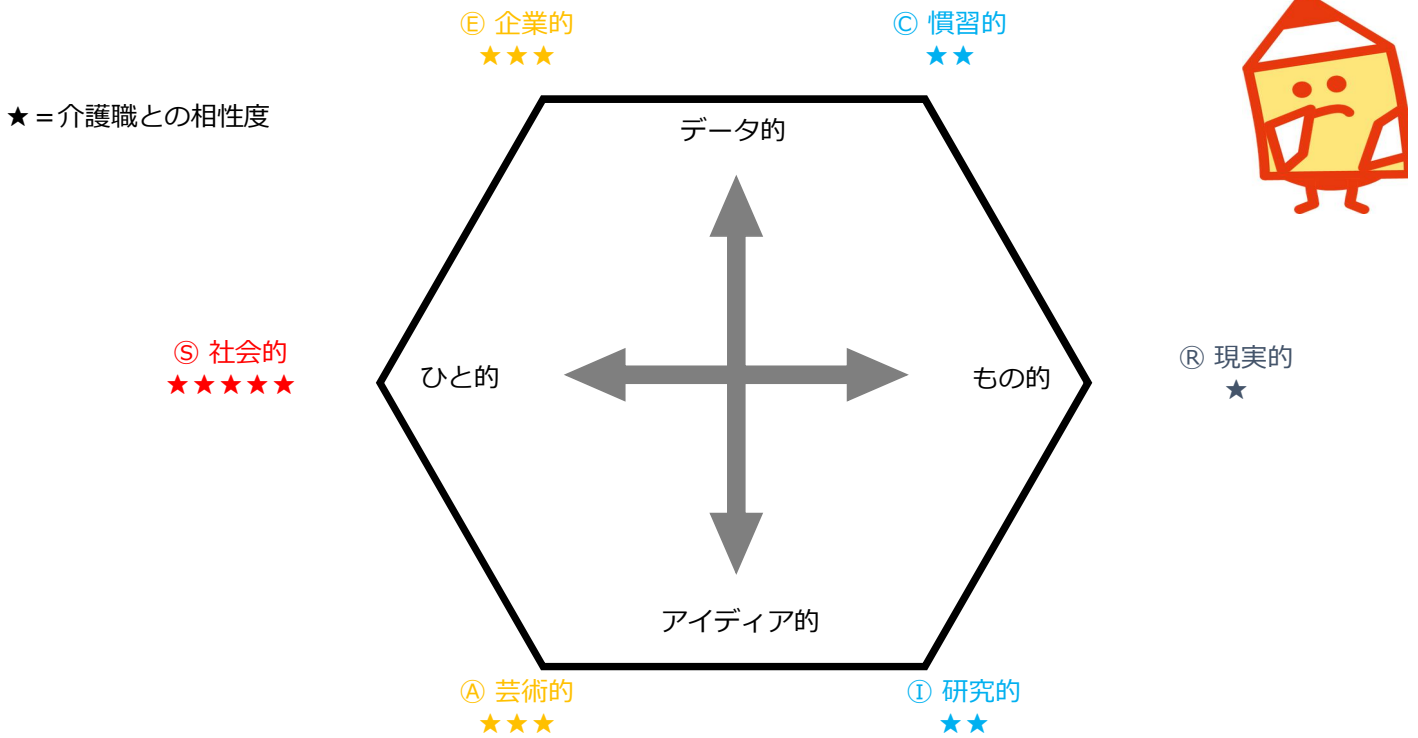 Ⓔ 企業的
★★★
Ⓒ 慣習的
★★
★=介護職との相性度
データ的
Ⓢ 社会的
★★★★★
ひと的
もの的
Ⓡ 現実的
★
アイディア的
Ⓐ 芸術的
★★★
Ⓘ 研究的
★★